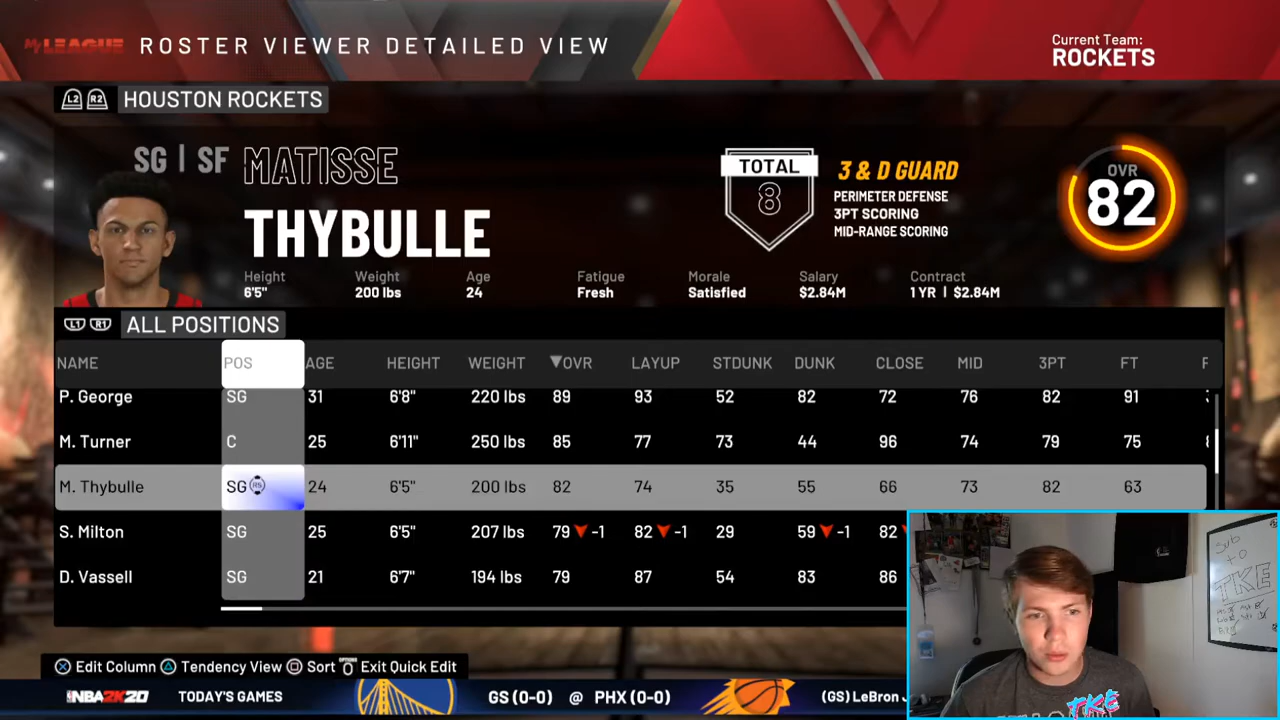 MyLEAGUE ROSTER VIEWER DETAILED VIEW
Current Team:
ROCKETS
L2 R2 HOUSTON ROCKETS
SG | SF MATISSE
THYBULLE
TOTAL
8
3 & D GUARD
PERIMETER DEFENSE
3PT SCORING
MID-RANGE SCORING
OVR
82
Height Weight Age Fatigue Morale Salary Contract
6'5" 200 lbs 24 Fresh Satisfied $2.84M 1 YR | $2.84M
L1 R1 ALL POSITIONS
NAME POS AGE HEIGHT WEIGHT OVR LAYUP STDUNK DUNK CLOSE MID 3PT FT
P. George SG 31 6'8" 220 lbs 89 93 52 82 72 76 82 91
M. Turner C 25 6'11" 250 lbs 85 77 73 44 96 74 79 75
M. Thybulle SG RS 24 6'5" 200 lbs 82 74 35 55 66 73 82 63
S. Milton SG 25 6'5" 207 lbs 79 -1 82 -1 29 59 -1 82
D. Vassell SG 21 6'7" 194 lbs 79 87 54 83 86
Edit Column Tendency View Sort OPTIONS Exit Quick Edit
NBA2K20 TODAY'S GAMES GS (0-0) @ PHX (0-0) (GS) LeBron J
Sub
to
TKE
TKE